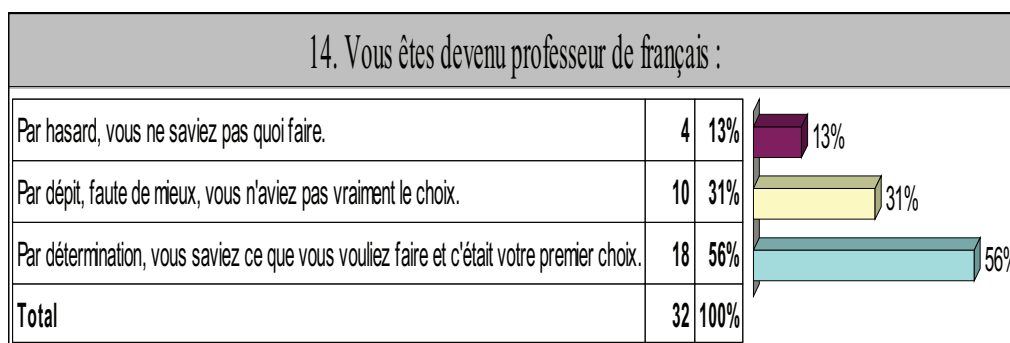 14. Vous êtes devenu professeur de français :
Par hasard, vous ne saviez pas quoi faire. 4 13% 13%
Par dépit, faute de mieux, vous n'aviez pas vraiment le choix. 10 31% 31%
Par détermination, vous saviez ce que vous vouliez faire et c'était votre premier choix. 18 56% 56%
Total 32 100%